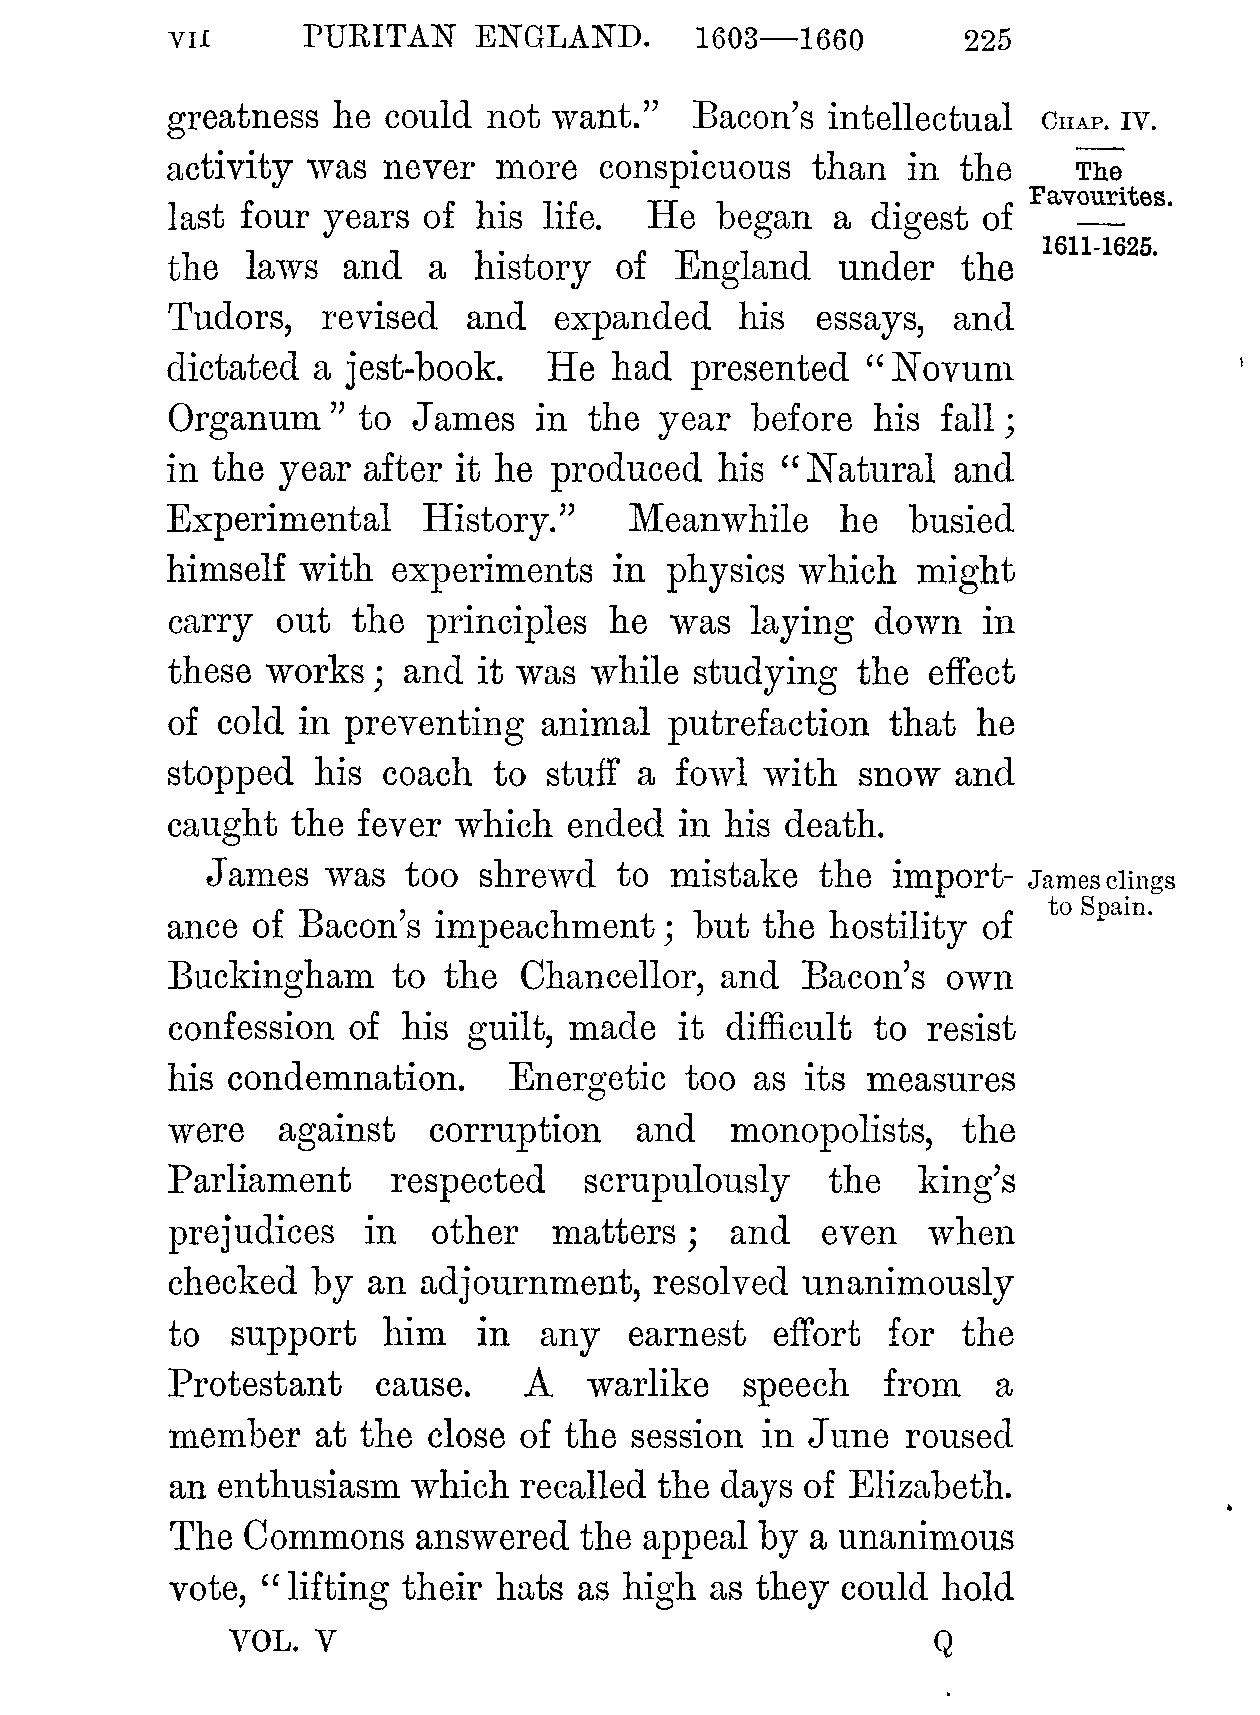 VII PURITAN ENGLAND. 1603—1660 225
greatness he could not want.” Bacon’s intellectual
activity was never more conspicuous than in the
last four years of his life. He began a digest of
the laws and a history of England under the
Tudors, revised and expanded his essays, and
dictated a jest-book. He had presented “Novum
Organum” to James in the year before his fall;
in the year after it he produced his “Natural and
Experimental History.” Meanwhile he busied
himself with experiments in physics which might
carry out the principles he was laying down in
these works; and it was while studying the effect
of cold in preventing animal putrefaction that he
stopped his coach to stuff a fowl with snow and
caught the fever which ended in his death.
James was too shrewd to mistake the import-
ance of Bacon’s impeachment; but the hostility of
Buckingham to the Chancellor, and Bacon’s own
confession of his guilt, made it difficult to resist
his condemnation. Energetic too as its measures
were against corruption and monopolists, the
Parliament respected scrupulously the king’s
prejudices in other matters; and even when
checked by an adjournment, resolved unanimously
to support him in any earnest effort for the
Protestant cause. A warlike speech from a
member at the close of the session in June roused
an enthusiasm which recalled the days of Elizabeth.
The Commons answered the appeal by a unanimous
vote, “lifting their hats as high as they could hold
CHAP. IV.
The
Favourites.
1611-1625.
James clings
to Spain.
VOL. V Q